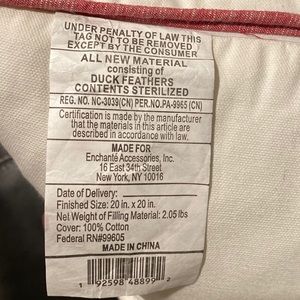 UNDER PENALTY OF LAW THIS
TAG NOT TO BE REMOVED
EXCEPT BY THE CONSUMER
ALL NEW MATERIAL
consisting of
DUCK FEATHERS
CONTENTS STERILIZED
REG. NO. NC-3039(CN) PER.NO.PA-9965 (CN)
Certification is made by the manufacturer
that the materials in this article are
described in accordance with law.
MADE FOR
Enchanté Accessories, Inc.
16 East 34th Street
New York, NY 10016
Date of Delivery:
Finished Size: 20 in. x 20 in.
Net Weight of Filling Material: 2.05 lbs
Cover: 100% Cotton
Federal RN#99605
MADE IN CHINA
1 92598 48899 2